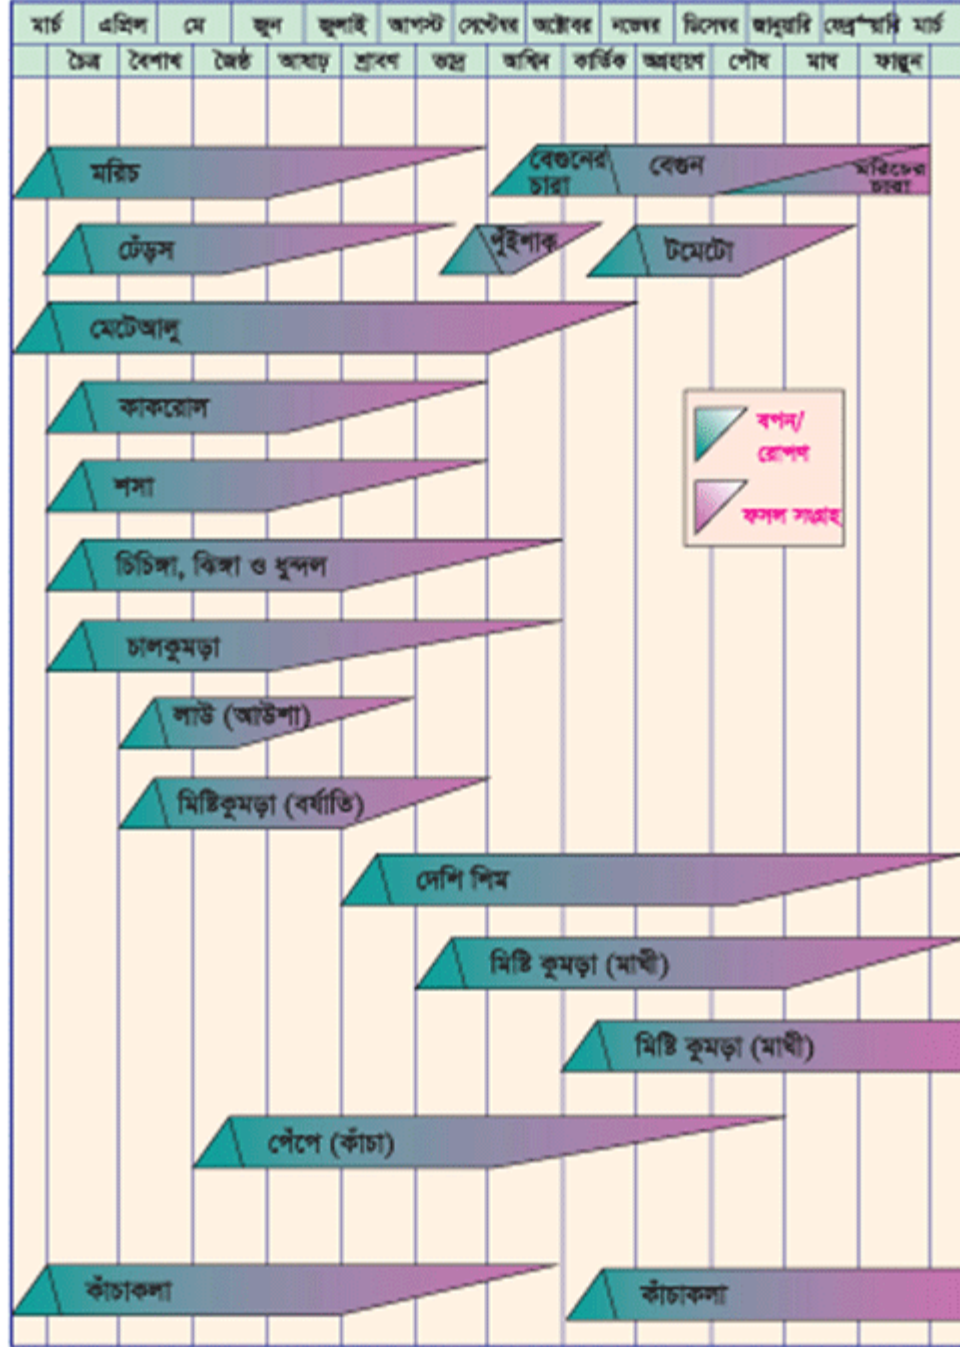 মার্চ এপ্রিল মে জুন জুলাই আগস্ট সেপ্টেম্বর অক্টোবর নভেম্বর ডিসেম্বর জানুয়ারি ফেব্রুয়ারি মার্চ
চৈত্র বৈশাখ জৈষ্ঠ আষাঢ় শ্রাবণ ভাদ্র আশ্বিন কার্তিক অগ্রহায়ণ পৌষ মাঘ ফাল্গুন
মরিচ
বেগুনের
চারা
বেগুন
মরিচের
চারা
ঢেঁড়স
পুঁইশাক
টমেটো
মেটেআলু
কাকরোল
বপন/
রোপণ
শসা
ফসল সংগ্রহ
চিচিঙ্গা, ঝিঙ্গা ও ধুন্দল
চালকুমড়া
লাউ (আউশা)
মিষ্টিকুমড়া (বর্ষাতি)
দেশি শিম
মিষ্টি কুমড়া (মাঘী)
মিষ্টি কুমড়া (মাঘী)
পেঁপে (কাঁচা)
কাঁচাকলা
কাঁচাকলা